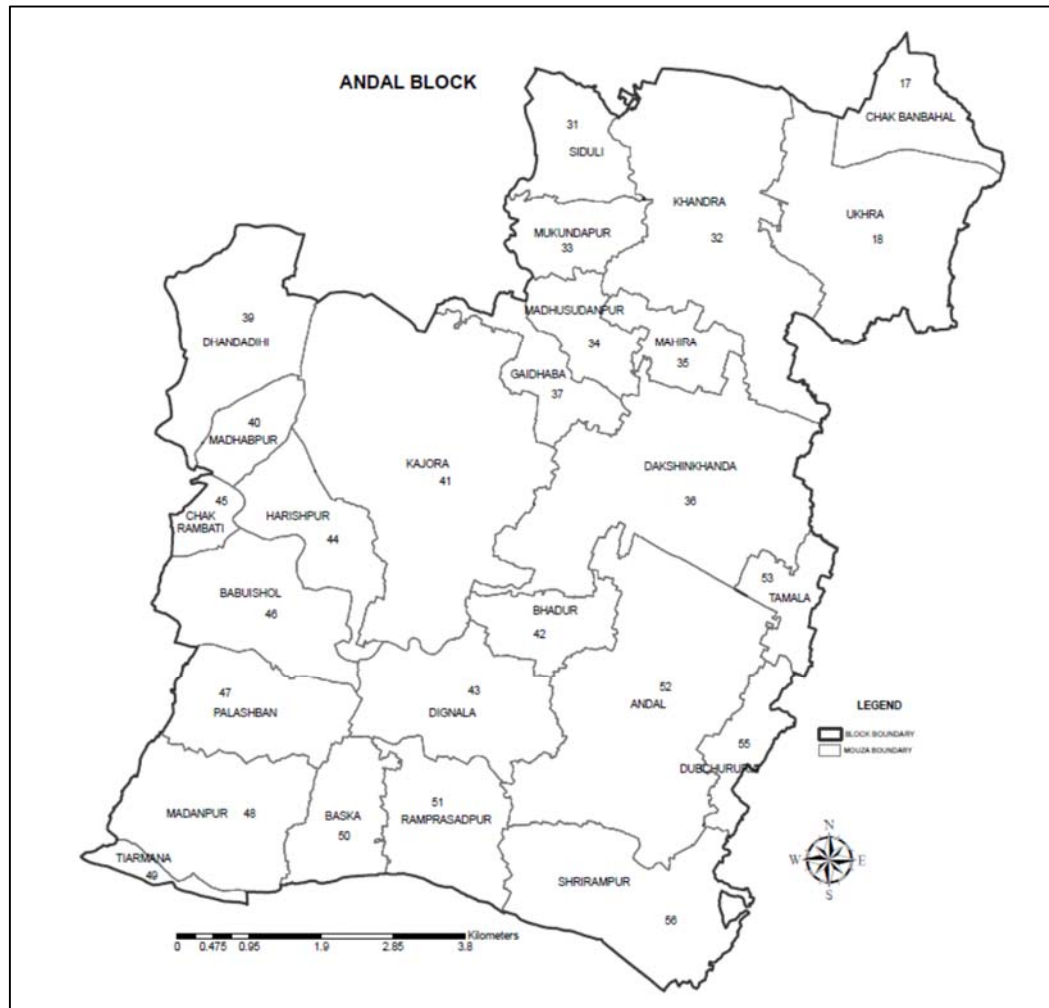 ANDAL BLOCK
17
CHAK BANBAHAL
31
SIDULI
KHANDRA
32
UKHRA
18
MUKUNDAPUR
33
39
DHANDADIHI
MADHUSUDANPUR
34
MAHIRA
35
GAIDHABA
37
40
MADHABPUR
KAJORA
41
DAKSHINKHANDA
36
45
CHAK
RAMBATI
HARISHPUR
44
53
TAMALA
BABUISHOL
46
BHADUR
42
47
PALASHBAN
43
DIGNALA
52
ANDAL
LEGEND
BLOCK BOUNDARY
MOUZA BOUNDARY
55
MADANPUR 48
BASKA
50
51
RAMPRASADPUR
TIARMANA
49
SHRIRAMPUR
56
N
W E
S
Kilometers
0 0.475 0.95 1.9 2.85 3.8